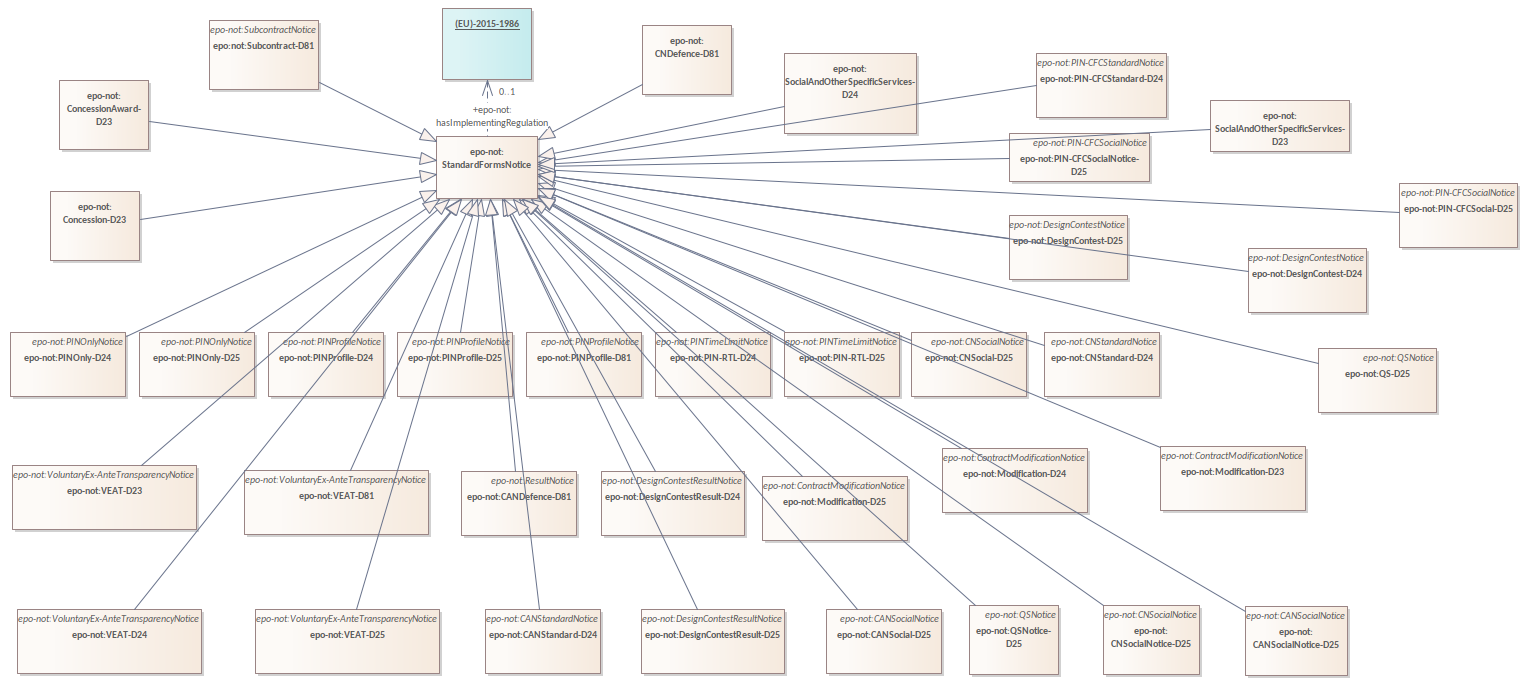 epo-not:SubcontractNotice
epo:not:Subcontract-D81
(EU)-2015-1986
epo-not:
CNDefence-D81
epo-not:
SocialAndOtherSpecificServices-
D24
epo-not:PIN-CFCStandardNotice
epo-not:PIN-CFCStandard-D24
epo-not:
ConcessionAward-
D23
0..1
+epo-not:
hasImplementingRegulation
epo-not:
SocialAndOtherSpecificServices-
D23
epo-not:
StandardFormsNotice
epo-not:PIN-CFCSocialNotice
epo-not:PIN-CFCSocialNotice-
D25
epo-not:
Concession-D23
epo-not:PIN-CFCSocialNotice
epo-not:PIN-CFCSocial-D25
epo-not:DesignContestNotice
epo-not:DesignContest-D25
epo-not:DesignContestNotice
epo-not:DesignContest-D24
epo-not:PINOnlyNotice
epo-not:PINOnly-D24
epo-not:PINOnlyNotice
epo-not:PINOnly-D25
epo-not:PINProfileNotice
epo-not:PINProfile-D24
epo-not:PINProfileNotice
epo-not:PINProfile-D25
epo-not:PINProfileNotice
epo-not:PINProfile-D81
epo-not:PINTimeLimitNotice
epo-not:PIN-RTL-D24
epo-not:PINTimeLimitNotice
epo-not:PIN-RTL-D25
epo-not:CNSocialNotice
epo-not:CNSocial-D25
epo-not:CNStandardNotice
epo-not:CNStandard-D24
epo-not:QSNotice
epo-not:QS-D25
epo-not:VoluntaryEx-AnteTransparencyNotice
epo-not:VEAT-D23
epo-not:VoluntaryEx-AnteTransparencyNotice
epo-not:VEAT-D81
epo-not:ResultNotice
epo-not:CANDefence-D81
epo-not:DesignContestResultNotice
epo-not:DesignContestResult-D24
epo-not:ContractModificationNotice
epo-not:Modification-D25
epo-not:ContractModificationNotice
epo-not:Modification-D24
epo-not:ContractModificationNotice
epo-not:Modification-D23
epo-not:VoluntaryEx-AnteTransparencyNotice
epo-not:VEAT-D24
epo-not:VoluntaryEx-AnteTransparencyNotice
epo-not:VEAT-D25
epo-not:CANStandardNotice
epo-not:CANStandard-D24
epo-not:DesignContestResultNotice
epo-not:DesignContestResult-D25
epo-not:CANSocialNotice
epo-not:CANSocial-D25
epo-not:QSNotice
epo-not:QSNotice-
D25
epo-not:CNSocialNotice
epo-not:
CNSocialNotice-D25
epo-not:CANSocialNotice
epo-not:
CANSocialNotice-D25